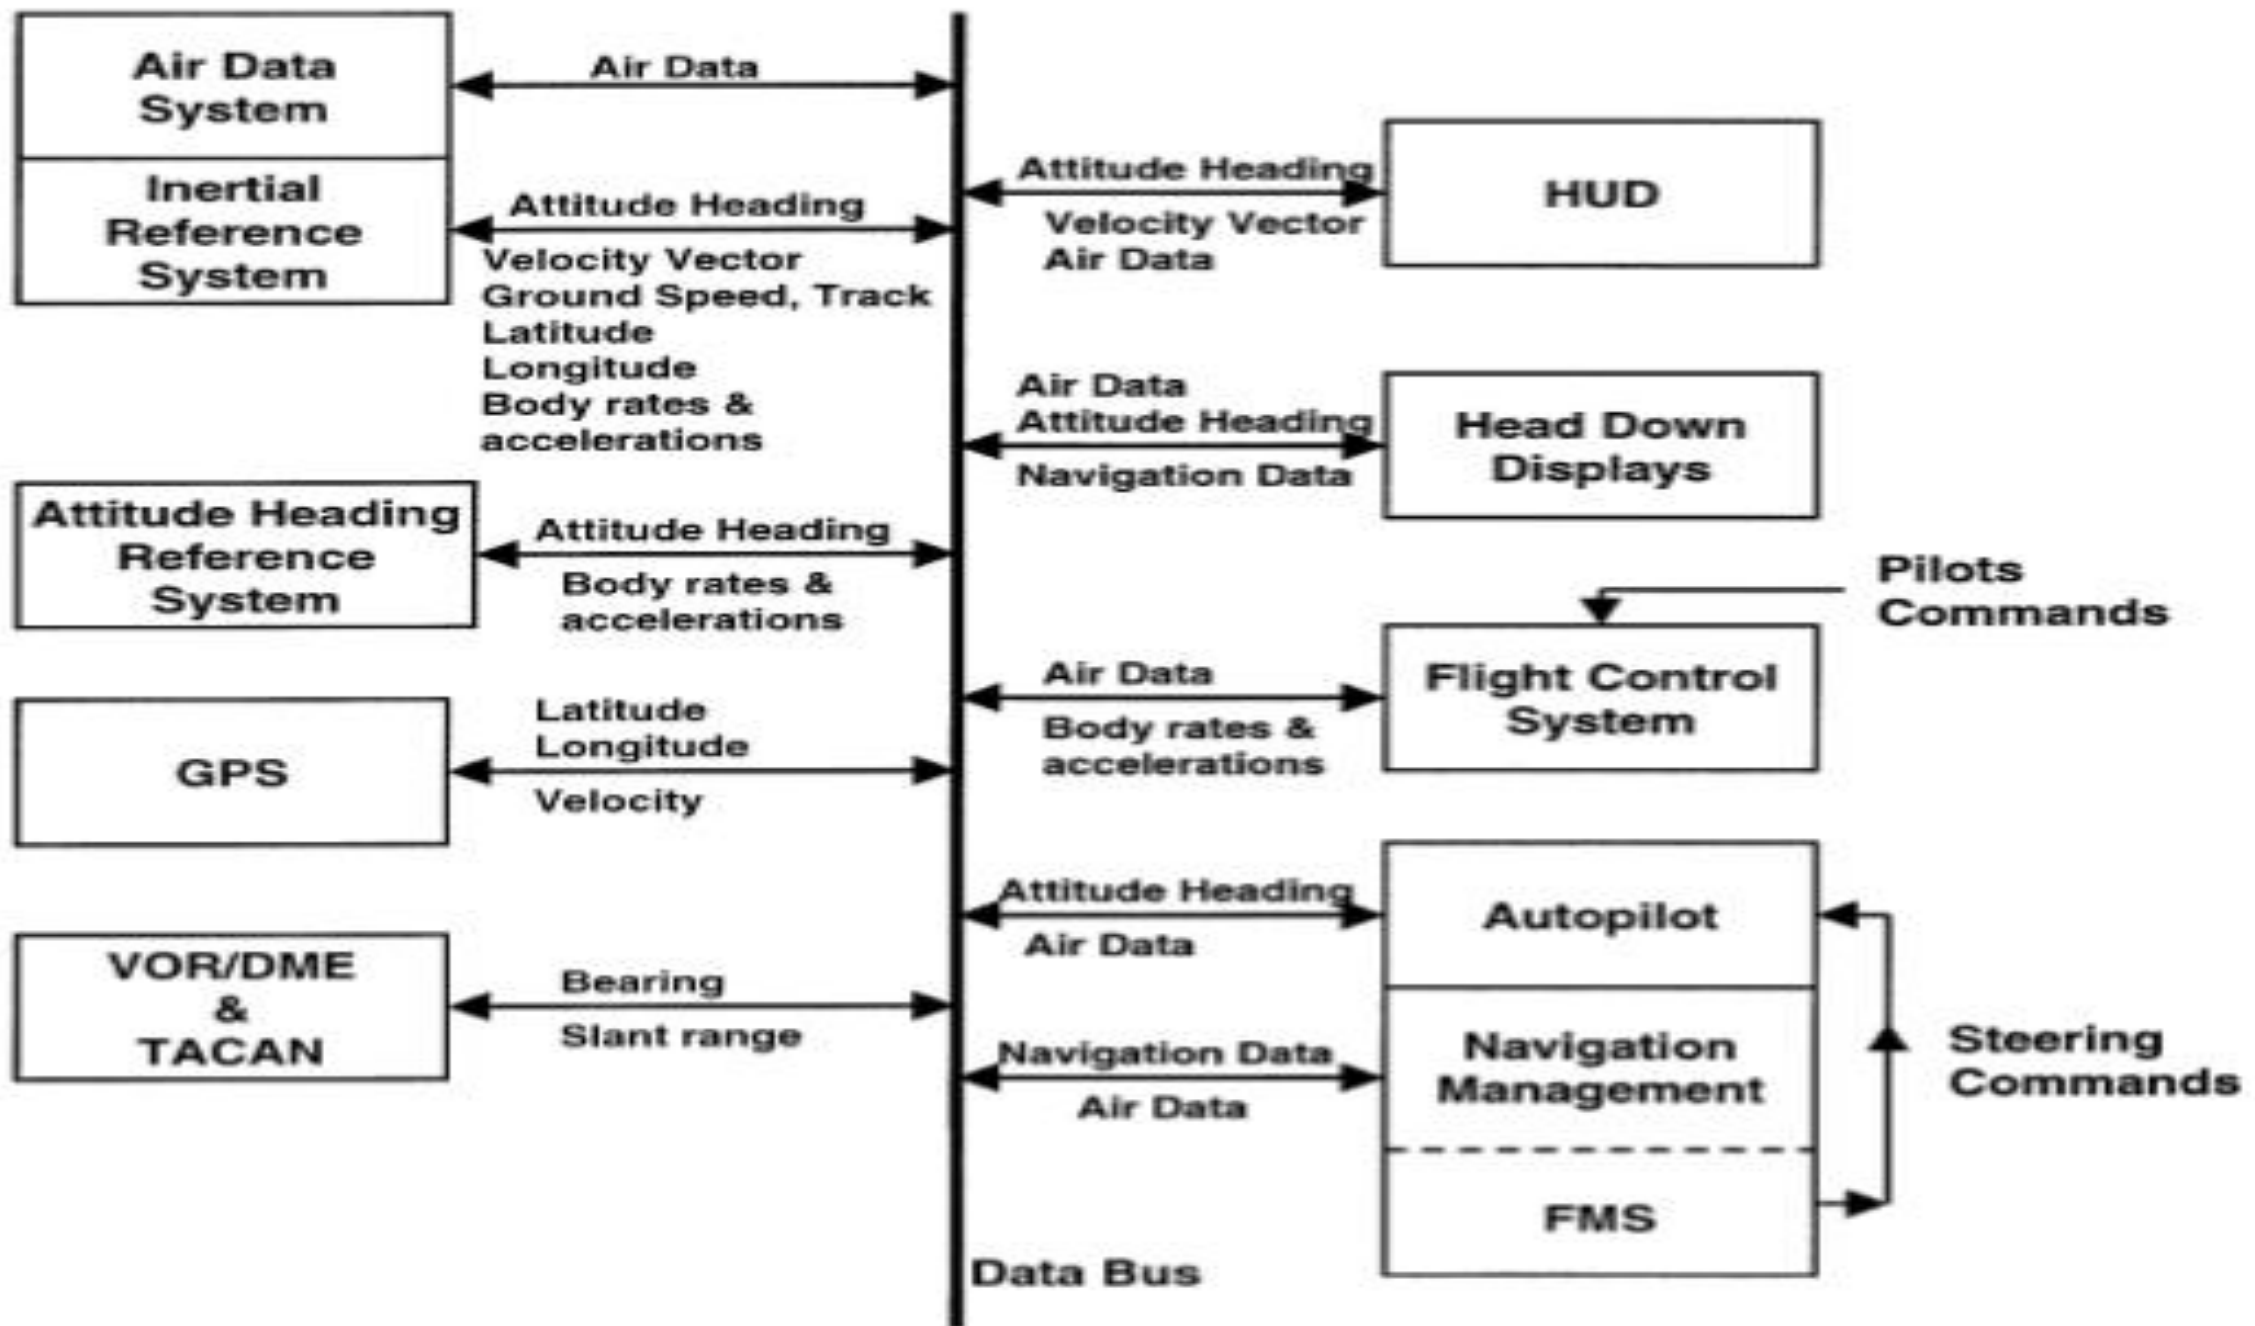 Air Data
System
Air Data
Inertial
Reference
System
Attitude Heading
Velocity Vector
Ground Speed, Track
Latitude
Longitude
Body rates &
accelerations
Attitude Heading
Reference
System
Attitude Heading
Body rates &
accelerations
GPS
Latitude
Longitude
Velocity
VOR/DME
&
TACAN
Bearing
Slant range
Data Bus
Attitude Heading
Velocity Vector
Air Data
HUD
Air Data
Attitude Heading
Navigation Data
Head Down
Displays
Pilots
Commands
Air Data
Body rates &
accelerations
Flight Control
System
Attitude Heading
Air Data
Autopilot
Navigation Data
Air Data
Navigation
Management
FMS
Steering
Commands